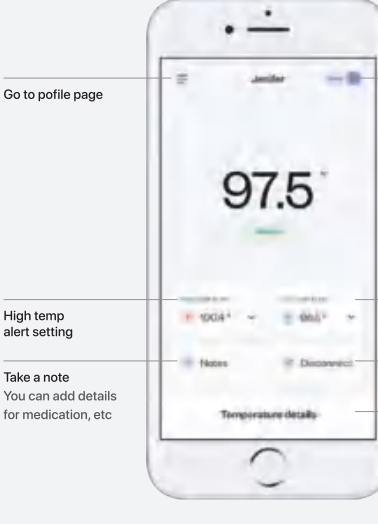 Go to pofile page
Jenifer
97.5°
High temp
alert setting
100.4°
Take a note
You can add details
for medication, etc
Notes
Disconnect
Temperature details